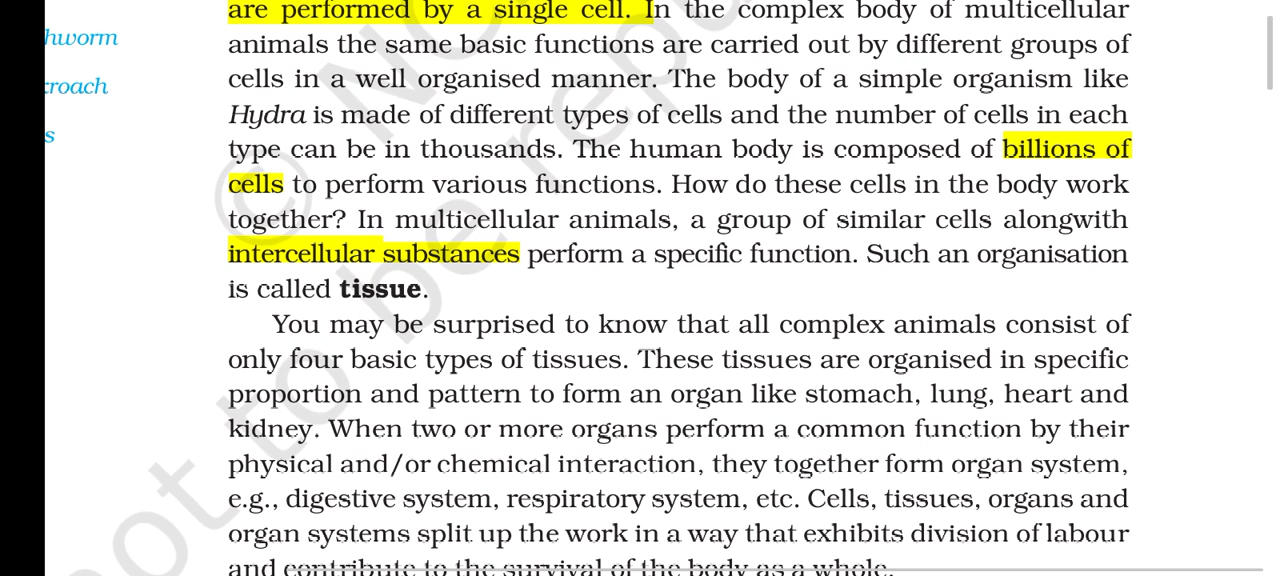 are performed by a single cell. In the complex body of multicellular
hworm
animals the same basic functions are carried out by different groups of
cells in a well organised manner. The body of a simple organism like
roach
Hydra is made of different types of cells and the number of cells in each
s
type can be in thousands. The human body is composed of billions of
cells to perform various functions. How do these cells in the body work
together? In multicellular animals, a group of similar cells alongwith
intercellular substances perform a specific function. Such an organisation
is called tissue.
You may be surprised to know that all complex animals consist of
only four basic types of tissues. These tissues are organised in specific
proportion and pattern to form an organ like stomach, lung, heart and
kidney. When two or more organs perform a common function by their
physical and/or chemical interaction, they together form organ system,
e.g., digestive system, respiratory system, etc. Cells, tissues, organs and
organ systems split up the work in a way that exhibits division of labour
and contribute to the survival of the body as a whole.
© NC
not to be repu